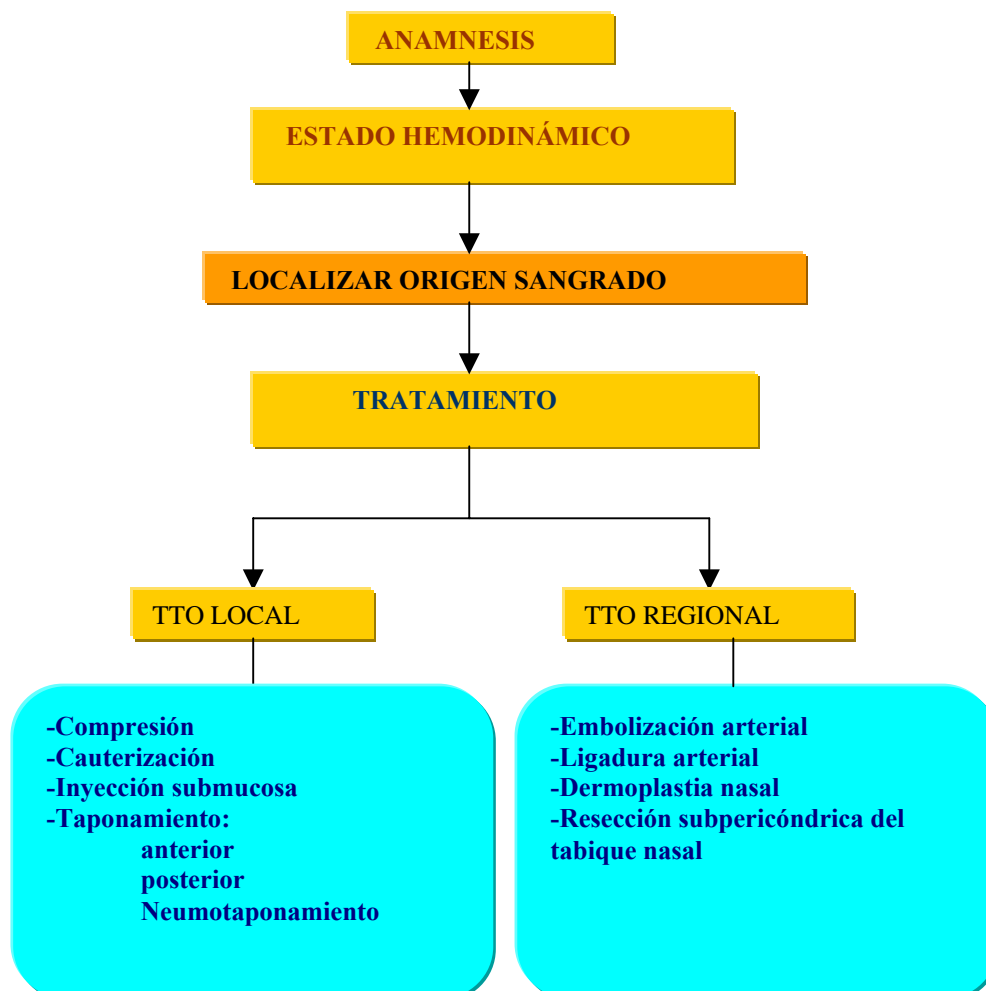 ANAMNESIS
ESTADO HEMODINÁMICO
LOCALIZAR ORIGEN SANGRADO
TRATAMIENTO
TTO LOCAL
TTO REGIONAL
-Compresión
-Cauterización
-Inyección submucosa
-Taponamiento:
anterior
posterior
Neumotaponamiento
-Embolización arterial
-Ligadura arterial
-Dermoplastia nasal
-Resección subpericóndrica del
tabique nasal